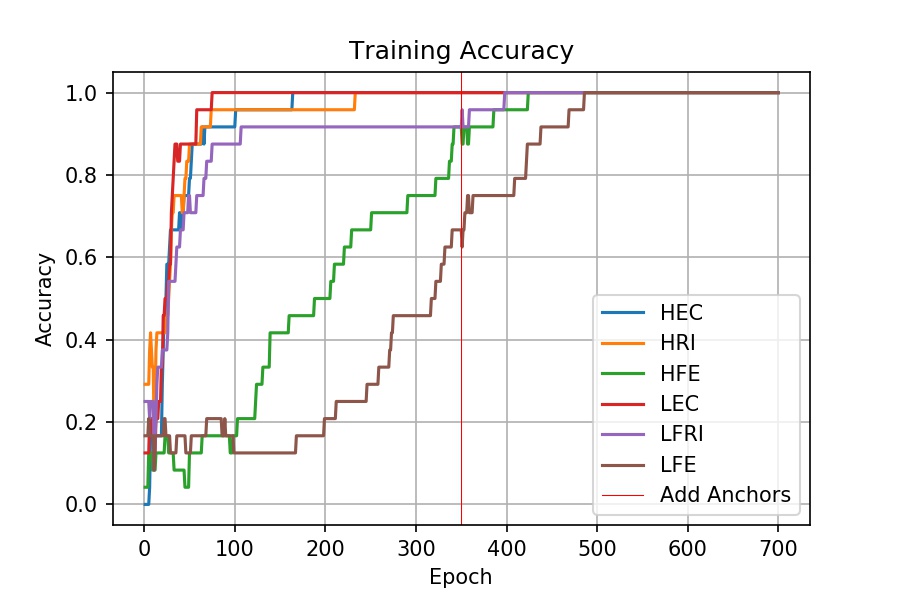 Training Accuracy
Accuracy
1.0
0.8
0.6
0.4
0.2
0.0
HEC
HRI
HFE
LEC
LFRI
LFE
Add Anchors
0 100 200 300 400 500 600 700
Epoch